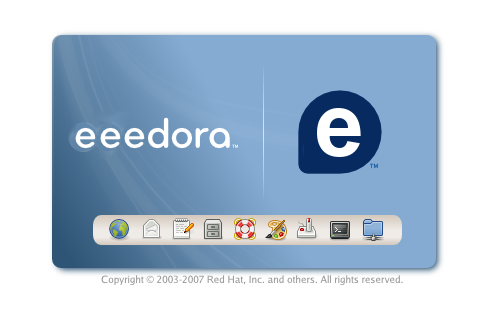 eeedora™
e™
Copyright © 2003-2007 Red Hat, Inc. and others. All rights reserved.